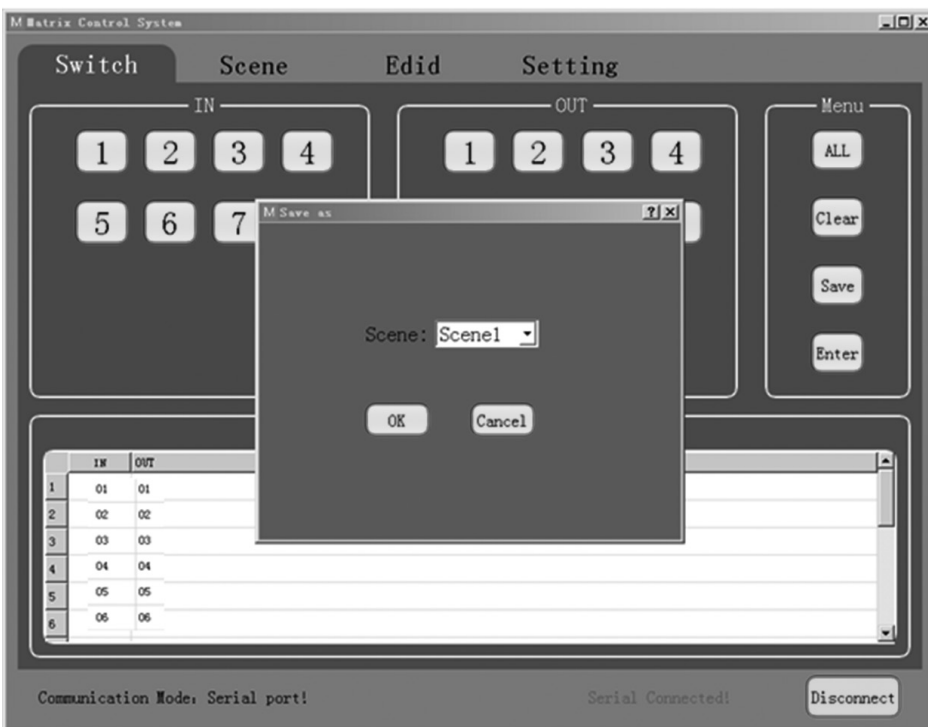 M Matrix Control System
Switch Scene Edid Setting
IN OUT Menu
1 2 3 4 1 2 3 4 ALL
5 6 7 Clear
M Save as
Save
Scene: Scene1
Enter
OK Cancel
IN OUT
1 01 01
2 02 02
3 03 03
4 04 04
5 05 05
6 06 06
Communication Mode: Serial port! Serial Connected! Disconnect